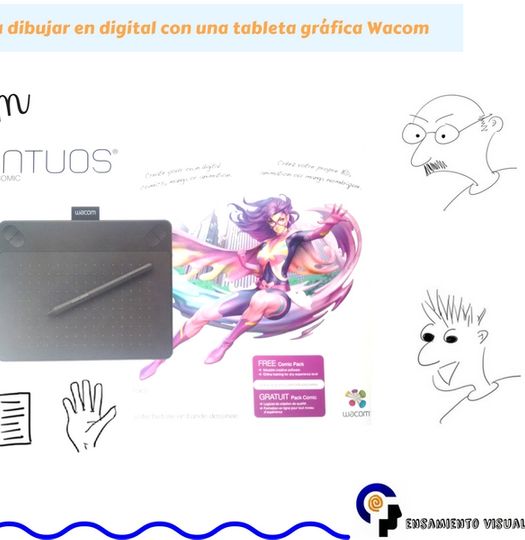 a dibujar en digital con una tableta gráfica Wacom
NTUOS®
OMIC
Create your own digital
comics, manga or animation.
Créez votre propre BD,
animation ou manga numérique.
wacom
FREE Comic Pack
GRATUIT Pack Comic
wacom
ENSAMIENTO VISUAL